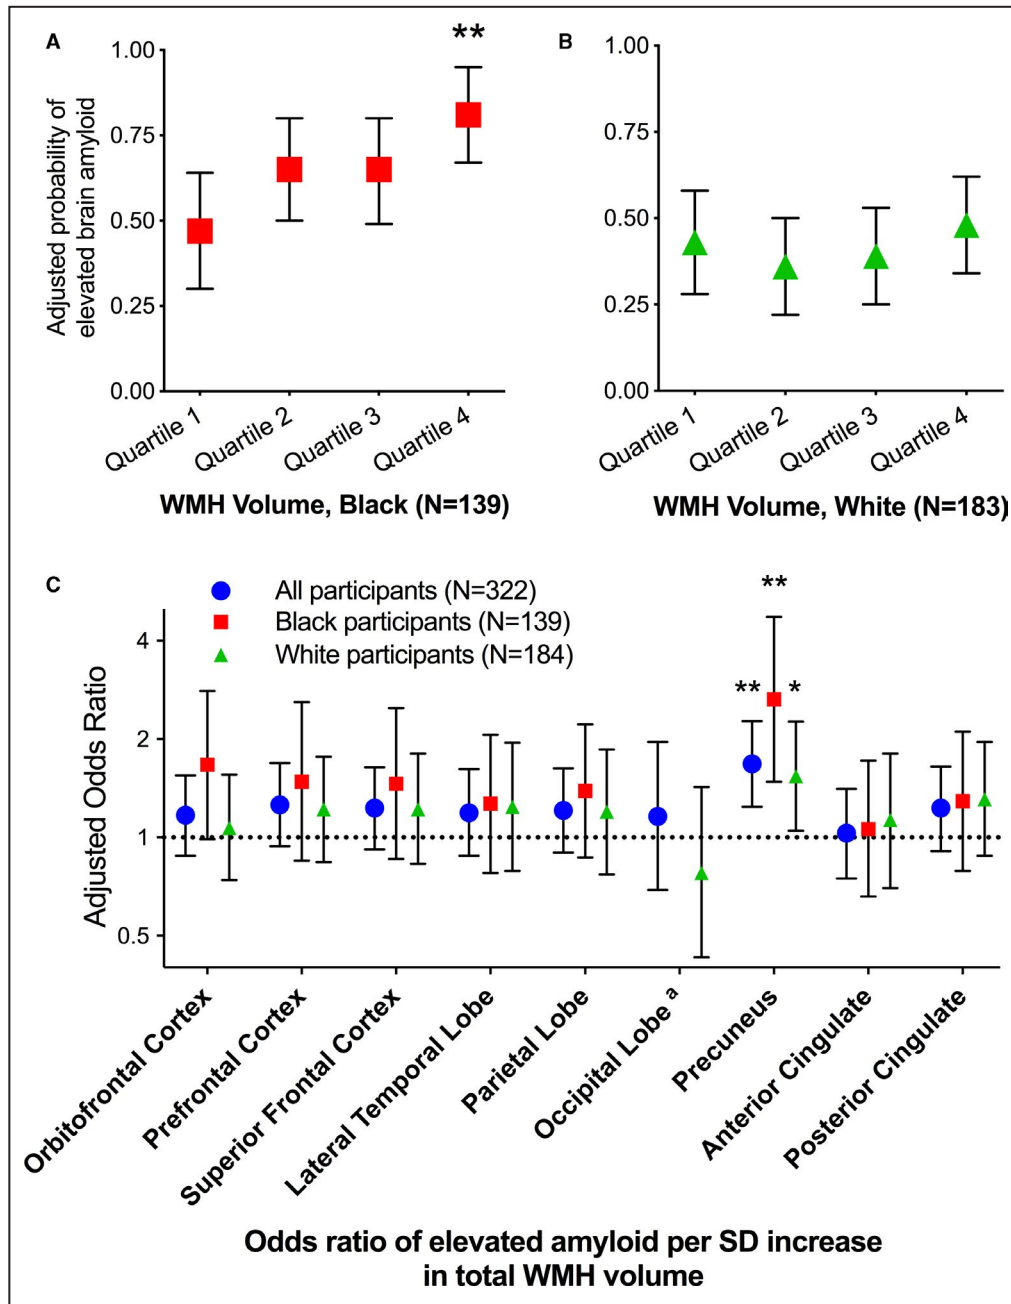 A
**
1.00
0.75
0.50
0.25
0.00
Adjusted probability of
elevated brain amyloid
Quartile 1
Quartile 2
Quartile 3
Quartile 4
WMH Volume, Black (N=139)
B
1.00
0.75
0.50
0.25
0.00
Quartile 1
Quartile 2
Quartile 3
Quartile 4
WMH Volume, White (N=183)
C
All participants (N=322)
Black participants (N=139)
White participants (N=184)
**
**
*
4
2
1
0.5
Adjusted Odds Ratio
Orbitofrontal Cortex
Prefrontal Cortex
Superior Frontal Cortex
Lateral Temporal Lobe
Parietal Lobe
Occipital Lobe a
Precuneus
Anterior Cingulate
Posterior Cingulate
Odds ratio of elevated amyloid per SD increase
in total WMH volume